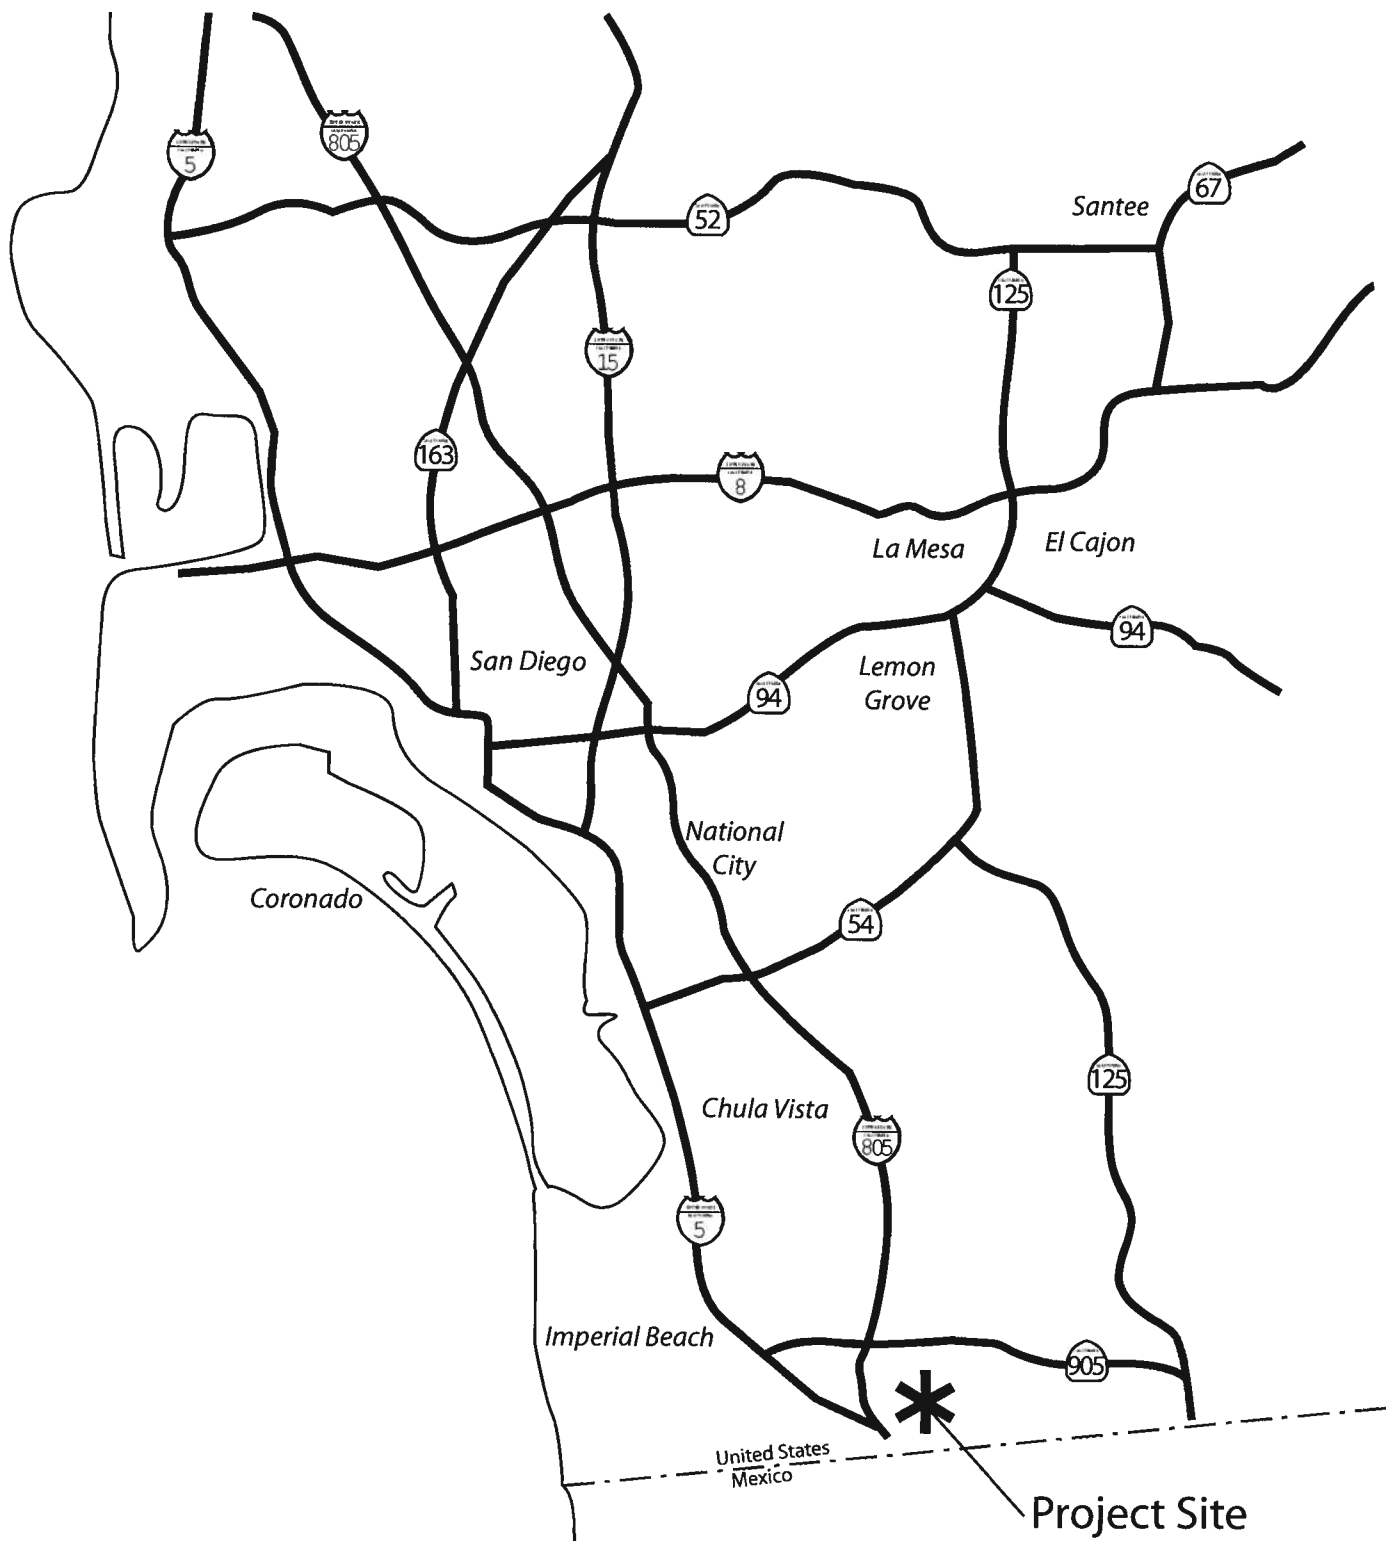 5
805
52
Santee
67
125
15
163
8
La Mesa
El Cajon
94
San Diego
94
Lemon
Grove
National
City
Coronado
54
125
Chula Vista
805
5
Imperial Beach
905
United States
Mexico
Project Site